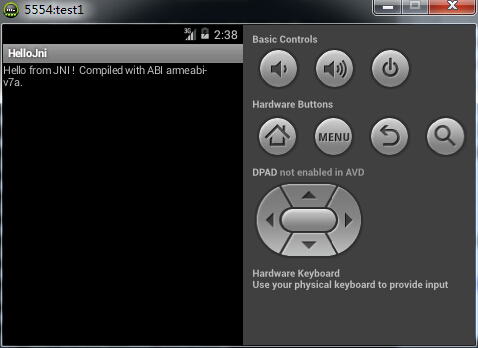 5554:test1
3G
2:38
HelloJni
Hello from JNI ! Compiled with ABI armeabi-
v7a.
Basic Controls
Hardware Buttons
MENU
DPAD not enabled in AVD
Hardware Keyboard
Use your physical keyboard to provide input